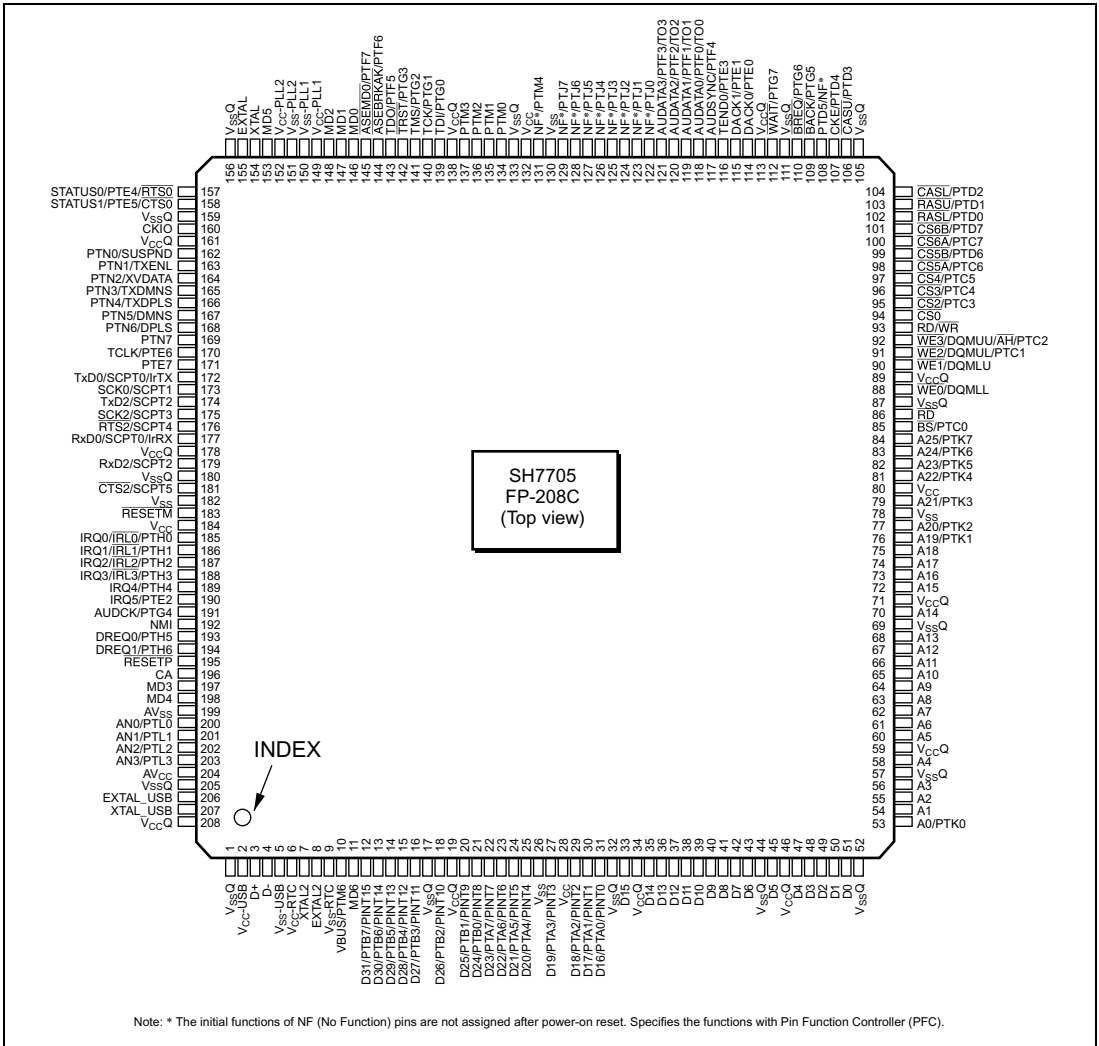 VssQ
EXTAL
XTAL
MD5
Vcc-PLL2
Vss-PLL2
Vss-PLL1
Vcc-PLL1
MD2
MD1
MD0
ASEMD0/PTF7
ASEBRKAK/PTF6
TDO/PTF5
TRST/PTG3
TMS/PTG2
TCK/PTG1
TDI/PTG0
VccQ
PTM3
PTM2
PTM1
PTM0
VssQ
Vcc
NF*/PTM4
Vss
NF*/PTJ7
NF*/PTJ6
NF*/PTJ5
NF*/PTJ4
NF*/PTJ3
NF*/PTJ2
NF*/PTJ1
NF*/PTJ0
AUDATA3/PTF3/TO3
AUDATA2/PTF2/TO2
AUDATA1/PTF1/TO1
AUDATA0/PTF0/TO0
AUDSYNC/PTF4
TEND0/PTE3
DACK1/PTE1
DACK0/PTE0
VccQ
WAIT/PTG7
VssQ
BREQ/PTG6
BACK/PTG5
PTD5/NF*
CKE/PTD4
CASU/PTD3
VssQ
156 155 154 153 152 151 150 149 148 147 146 145 144 143 142 141 140 139 138 137 136 135 134 133 132 131 130 129 128 127 126 125 124 123 122 121 120 119 118 117 116 115 114 113 112 111 110 109 108 107 106 105
STATUS0/PTE4/RTS0 157
STATUS1/PTE5/CTS0 158
VssQ 159
CKIO 160
VccQ 161
PTN0/SUSPND 162
PTN1/TXENL 163
PTN2/XVDATA 164
PTN3/TXDMNS 165
PTN4/TXDPLS 166
PTN5/DMNS 167
PTN6/DPLS 168
PTN7 169
TCLK/PTE6 170
PTE7 171
TxD0/SCPT0/IrTX 172
SCK0/SCPT1 173
TxD2/SCPT2 174
SCK2/SCPT3 175
RTS2/SCPT4 176
RxD0/SCPT0/IrRX 177
VccQ 178
RxD2/SCPT2 179
VssQ 180
CTS2/SCPT5 181
Vss 182
RESETM 183
Vcc 184
IRQ0/IRL0/PTH0 185
IRQ1/IRL1/PTH1 186
IRQ2/IRL2/PTH2 187
IRQ3/IRL3/PTH3 188
IRQ4/PTH4 189
IRQ5/PTE2 190
AUDCK/PTG4 191
NMI 192
DREQ0/PTH5 193
DREQ1/PTH6 194
RESETP 195
CA 196
MD3 197
MD4 198
AVss 199
AN0/PTL0 200
AN1/PTL1 201
AN2/PTL2 202
AN3/PTL3 203
AVcc 204
VssQ 205
EXTAL_USB 206
XTAL_USB 207
VccQ 208
SH7705
FP-208C
(Top view)
INDEX
104 CASL/PTD2
103 RASU/PTD1
102 RASL/PTD0
101 CS6B/PTD7
100 CS6A/PTC7
99 CS5B/PTD6
98 CS5A/PTC6
97 CS4/PTC5
96 CS3/PTC4
95 CS2/PTC3
94 CS0
93 RD/WR
92 WE3/DQMUU/AH/PTC2
91 WE2/DQMUL/PTC1
90 WE1/DQMLU
89 VccQ
88 WE0/DQMLL
87 VssQ
86 RD
85 BS/PTC0
84 A25/PTK7
83 A24/PTK6
82 A23/PTK5
81 A22/PTK4
80 Vcc
79 A21/PTK3
78 Vss
77 A20/PTK2
76 A19/PTK1
75 A18
74 A17
73 A16
72 A15
71 VccQ
70 A14
69 VssQ
68 A13
67 A12
66 A11
65 A10
64 A9
63 A8
62 A7
61 A6
60 A5
59 VccQ
58 A4
57 VssQ
56 A3
55 A2
54 A1
53 A0/PTK0
1 2 3 4 5 6 7 8 9 10 11 12 13 14 15 16 17 18 19 20 21 22 23 24 25 26 27 28 29 30 31 32 33 34 35 36 37 38 39 40 41 42 43 44 45 46 47 48 49 50 51 52
VssQ
Vcc-USB
D+
D-
Vss-USB
Vcc-RTC
XTAL2
EXTAL2
Vss-RTC
VBUS/PTM6
MD6
D31/PTB7/PINT15
D30/PTB6/PINT14
D29/PTB5/PINT13
D28/PTB4/PINT12
D27/PTB3/PINT11
VssQ
D26/PTB2/PINT10
VccQ
D25/PTB1/PINT9
D24/PTB0/PINT8
D23/PTA7/PINT7
D22/PTA6/PINT6
D21/PTA5/PINT5
D20/PTA4/PINT4
Vss
D19/PTA3/PINT3
Vcc
D18/PTA2/PINT2
D17/PTA1/PINT1
D16/PTA0/PINT0
VssQ
D15
VccQ
D14
D13
D12
D11
D10
D9
D8
D7
D6
VssQ
D5
VccQ
D4
D3
D2
D1
D0
VssQ
Note: * The initial functions of NF (No Function) pins are not assigned after power-on reset. Specifies the functions with Pin Function Controller (PFC).